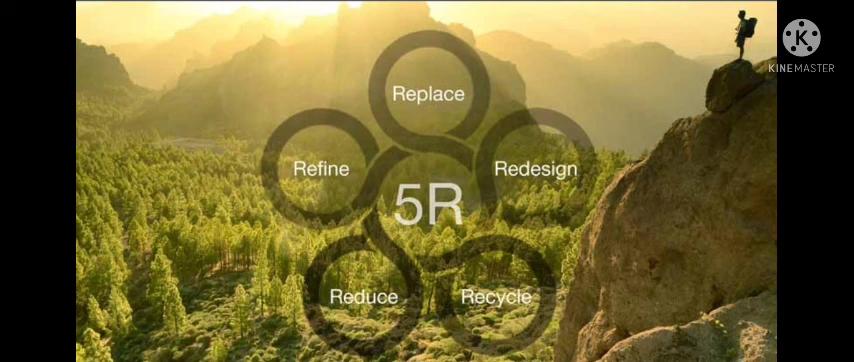 Replace
Refine
Redesign
5R
Reduce
Recycle
K
KINEMASTER